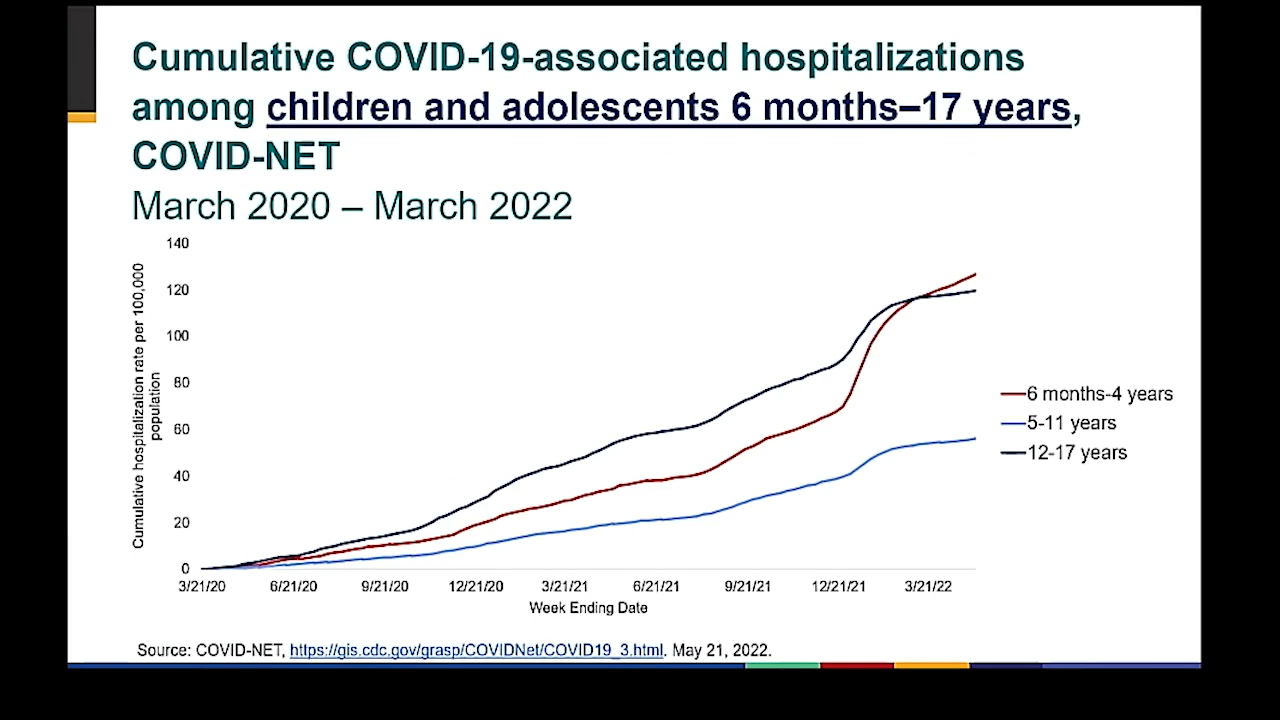 Cumulative COVID-19-associated hospitalizations
among children and adolescents 6 months–17 years,
COVID-NET
March 2020 – March 2022
Cumulative hospitalization rate per 100,000
population
140
120
100
80
60
40
20
0
3/21/20 6/21/20 9/21/20 12/21/20 3/21/21 6/21/21 9/21/21 12/21/21 3/21/22
Week Ending Date
6 months-4 years
5-11 years
12-17 years
Source: COVID-NET, https://gis.cdc.gov/grasp/COVIDNet/COVID19_3.html. May 21, 2022.